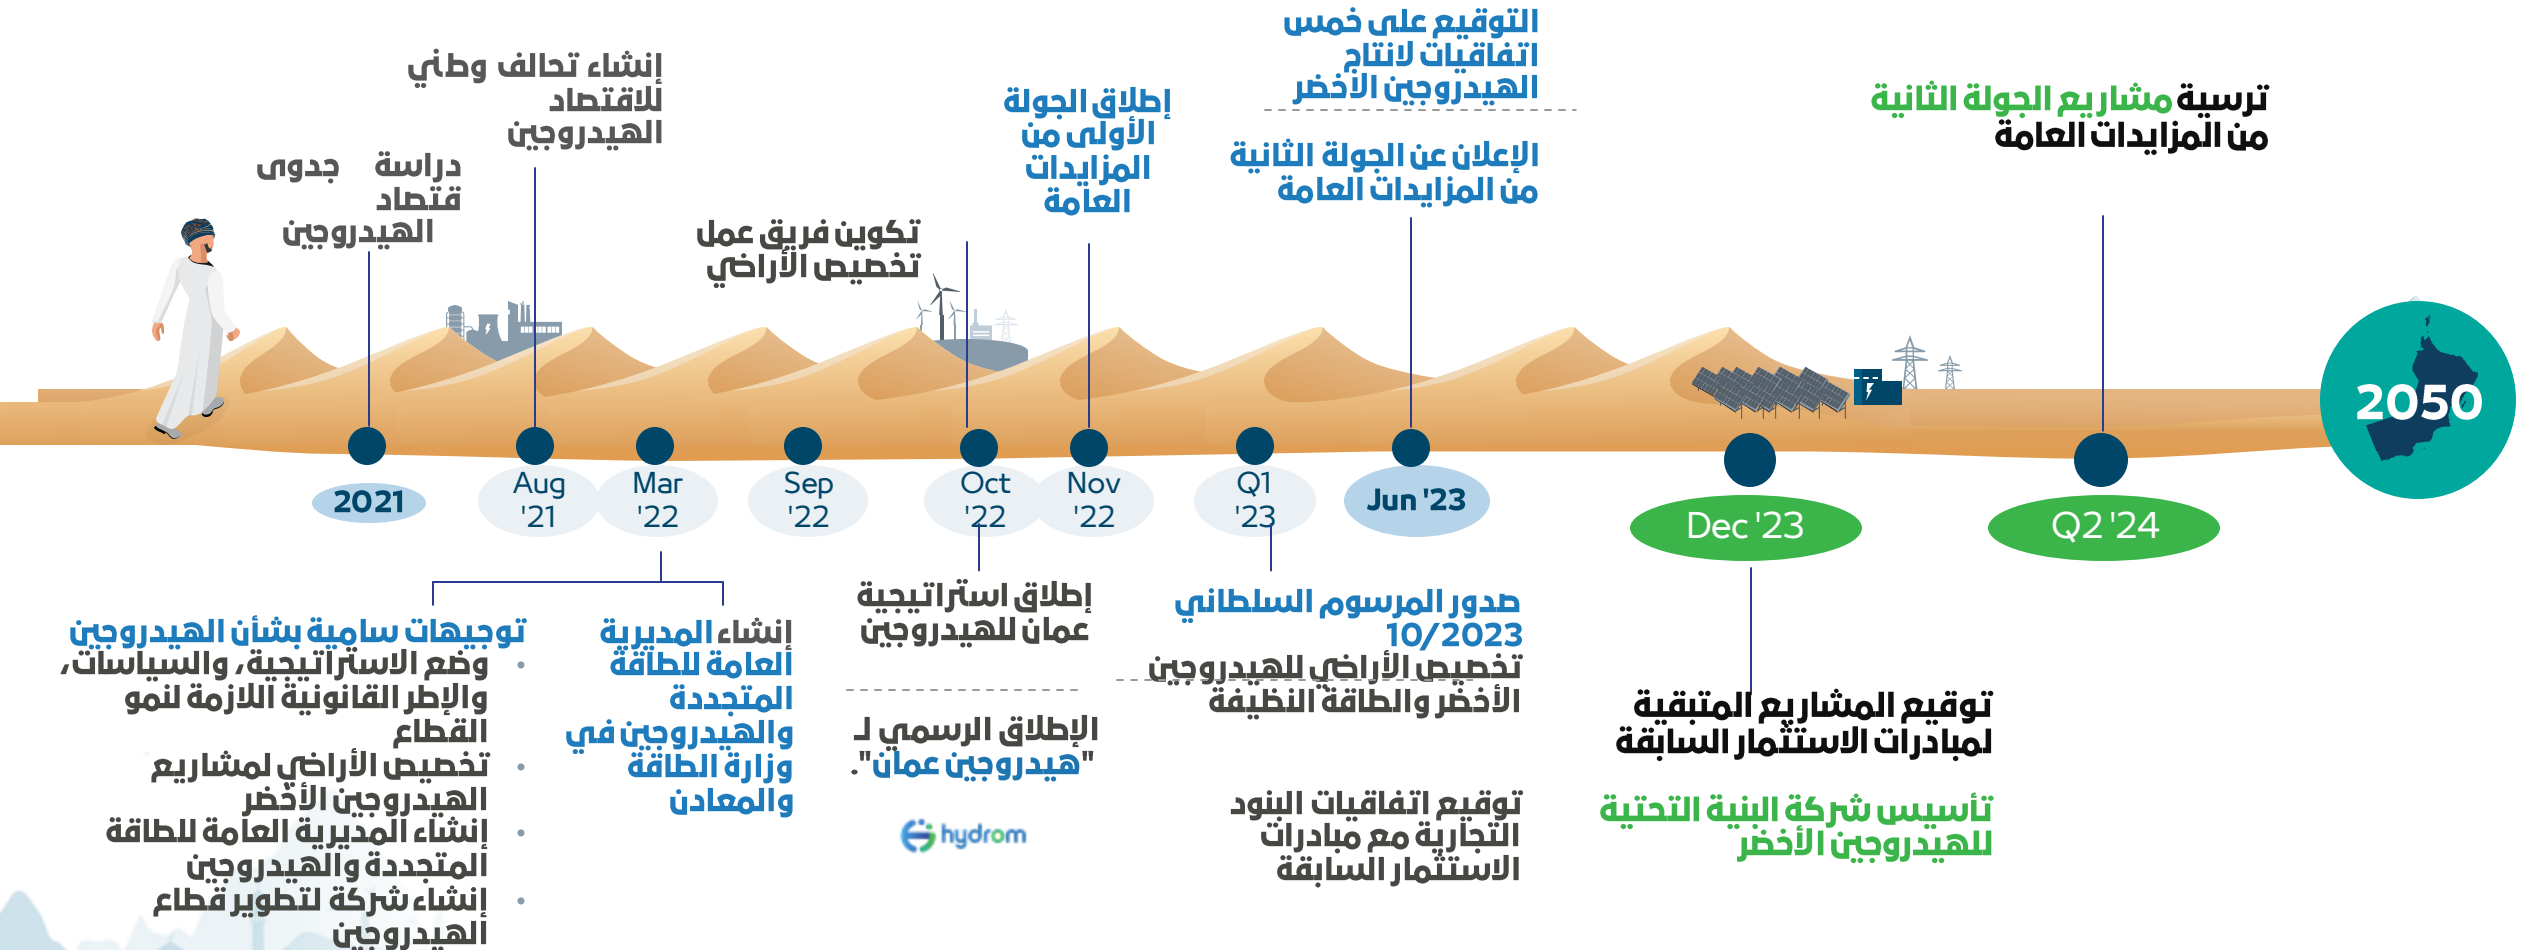 دراسة جدوى
قتصاد
الهيدروجين
إنشاء تحالف وطني
للاقتصاد
الهيدروجين
تكوين فريق عمل
تخصيص الأراضي
إطلاق الجولة
الأولى من
المزايدات
العامة
التوقيع على خمس
اتفاقيات لانتاج
الهيدروجين الأخضر
الإعلان عن الجولة الثانية
من المزايدات العامة
ترسية مشاريع الجولة الثانية
من المزايدات العامة
2021
Aug
'21
Mar
'22
Sep
'22
Oct
'22
Nov
'22
Q1
'23
Jun '23
Dec '23
Q2 '24
2050
توجيهات سامية بشأن الهيدروجين
• وضع الاستراتيجية، والسياسات،
والإطر القانونية اللازمة لنمو
القطاع
• تخصيص الأراضي لمشاريع
الهيدروجين الأخضر
• إنشاء المديرية العامة للطاقة
المتجددة والهيدروجين
• إنشاء شركة لتطوير قطاع
الهيدروجين
إنشاء المديرية
العامة للطاقة
المتجددة
والهيدروجين في
وزارة الطاقة
والمعادن
إطلاق استراتيجية
عمان للهيدروجين
الإطلاق الرسمي لـ
"هيدروجين عمان".
hydrom
صدور المرسوم السلطاني
10/2023
تخصيص الأراضي للهيدروجين
الأخضر والطاقة النظيفة
توقيع اتفاقيات البنود
التجارية مع مبادرات
الاستثمار السابقة
توقيع المشاريع المتبقية
لمبادرات الاستثمار السابقة
تأسيس شركة البنية التحتية
للهيدروجين الأخضر